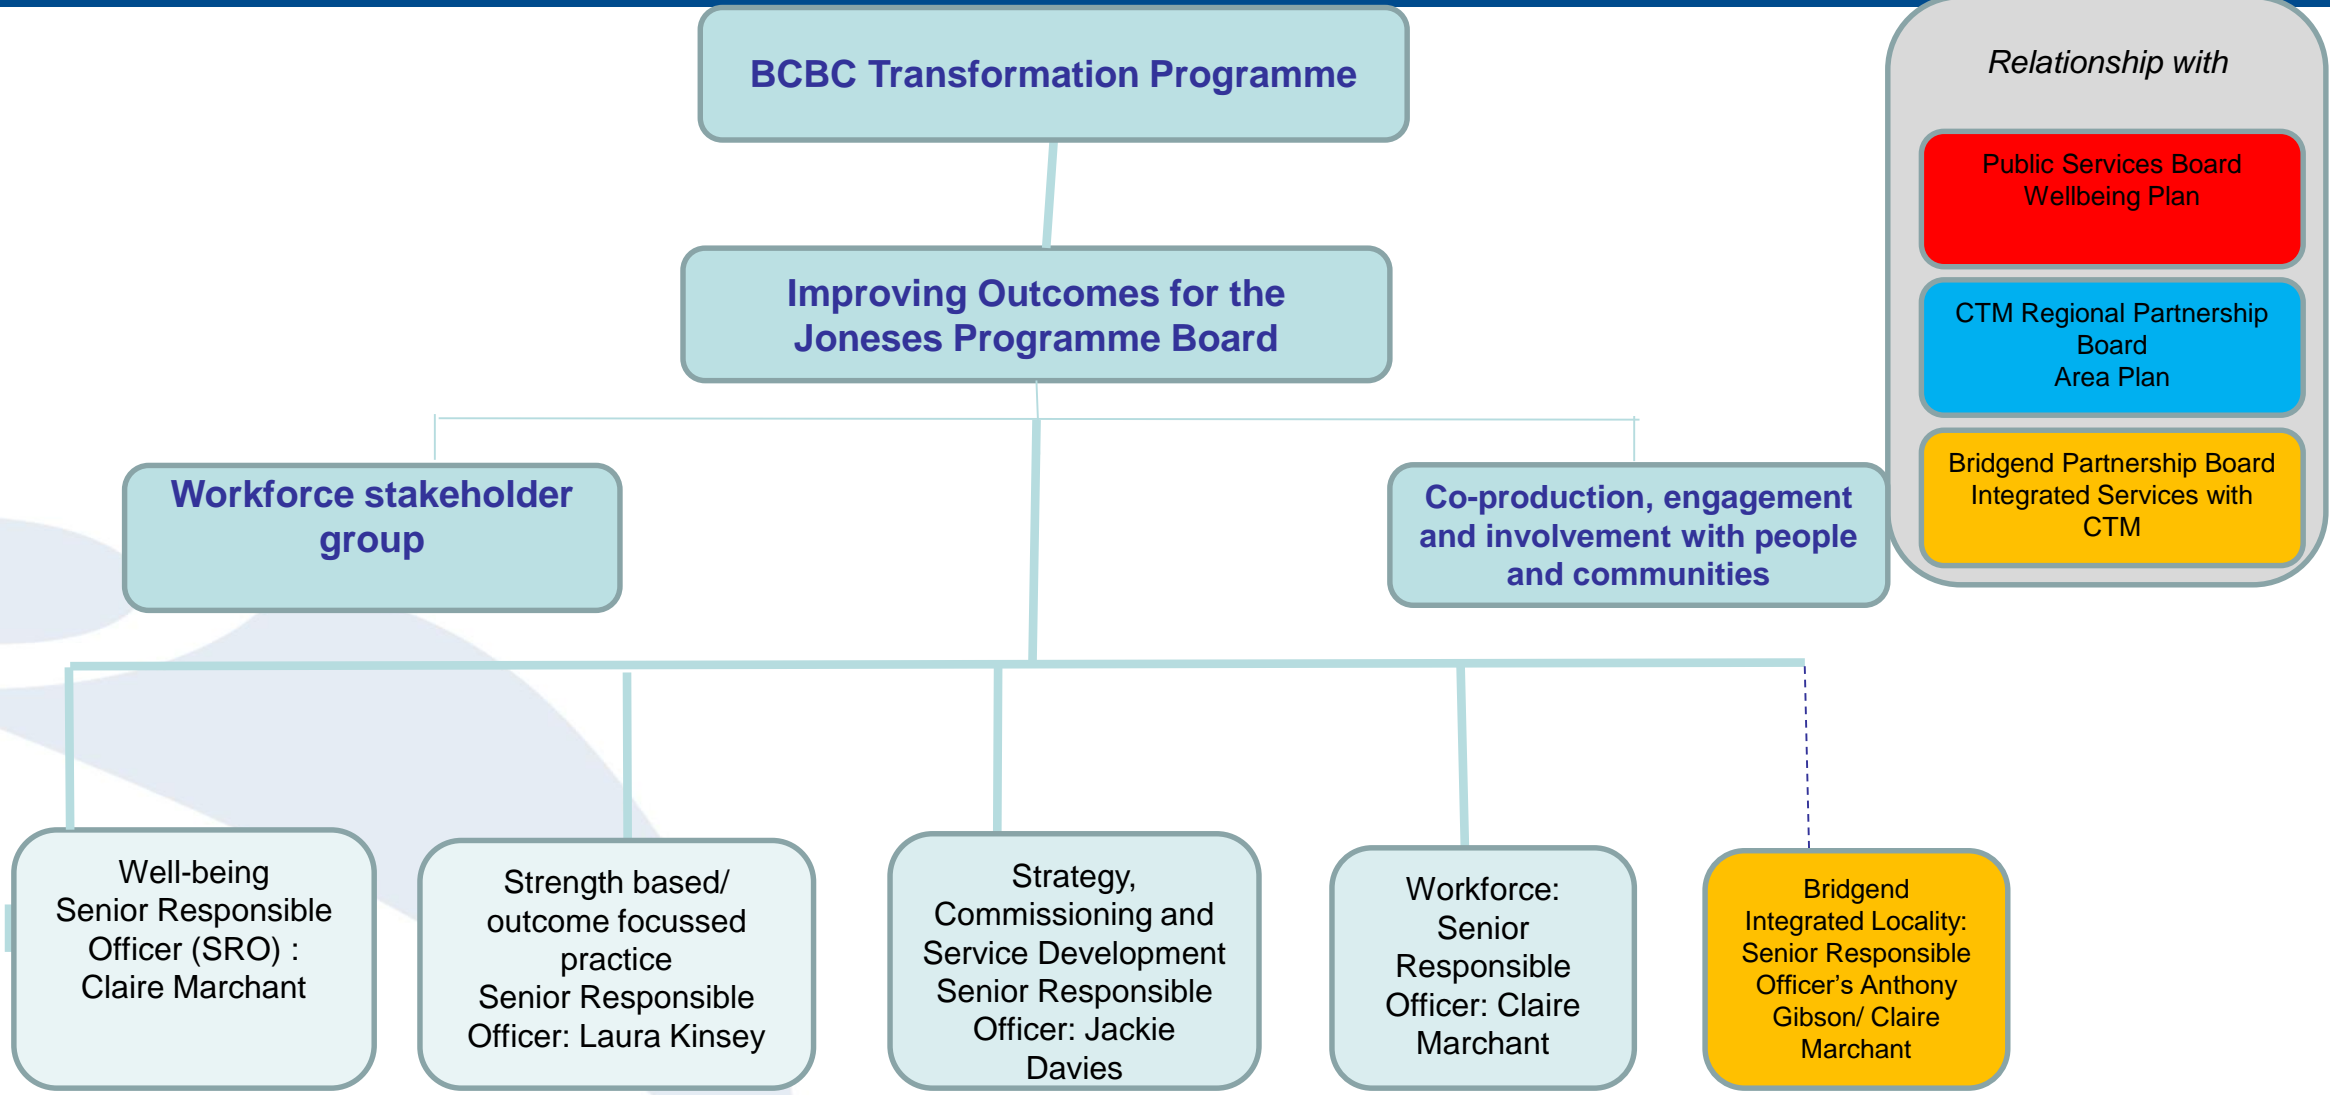 BCBC Transformation Programme
Relationship with
Public Services Board
Wellbeing Plan
CTM Regional Partnership
Board
Area Plan
Bridgend Partnership Board
Integrated Services with
CTM
Improving Outcomes for the
Joneses Programme Board
Workforce stakeholder
group
Co-production, engagement
and involvement with people
and communities
Well-being
Senior Responsible
Officer (SRO) :
Claire Marchant
Strength based/
outcome focussed
practice
Senior Responsible
Officer: Laura Kinsey
Strategy,
Commissioning and
Service Development
Senior Responsible
Officer: Jackie
Davies
Workforce:
Senior
Responsible
Officer: Claire
Marchant
Bridgend
Integrated Locality:
Senior Responsible
Officer’s Anthony
Gibson/ Claire
Marchant